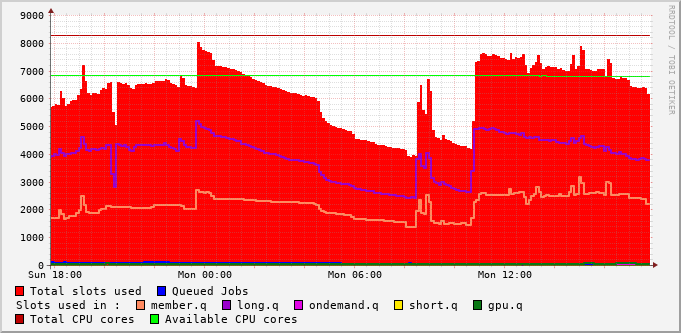 9000
8000
7000
6000
5000
4000
3000
2000
1000
0
Sun 18:00 Mon 00:00 Mon 06:00 Mon 12:00
RRDTOOL / TOBI OETIKER
Total slots used Queued Jobs
Slots used in : member.q long.q ondemand.q short.q gpu.q
Total CPU cores Available CPU cores